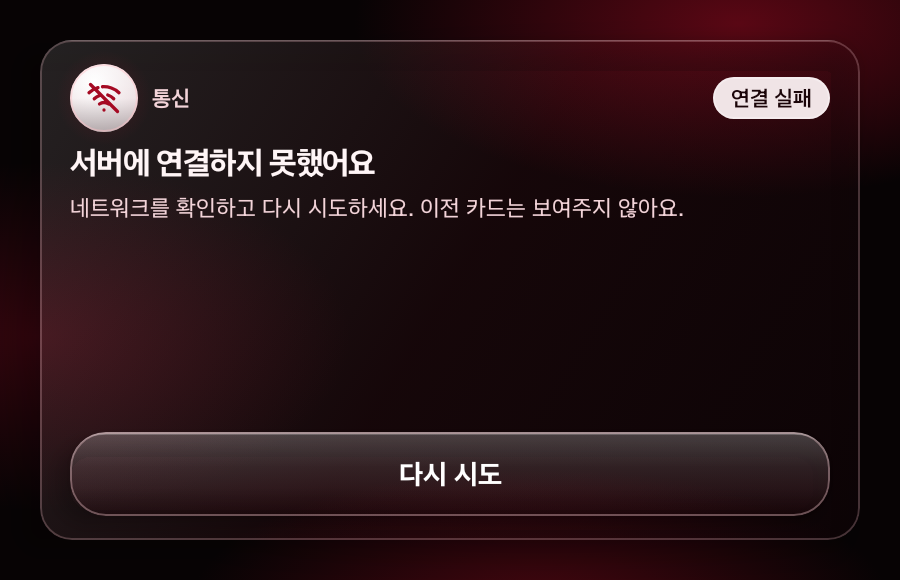 통신
연결 실패
서버에 연결하지 못했어요
네트워크를 확인하고 다시 시도하세요. 이전 카드는 보여주지 않아요.
다시 시도